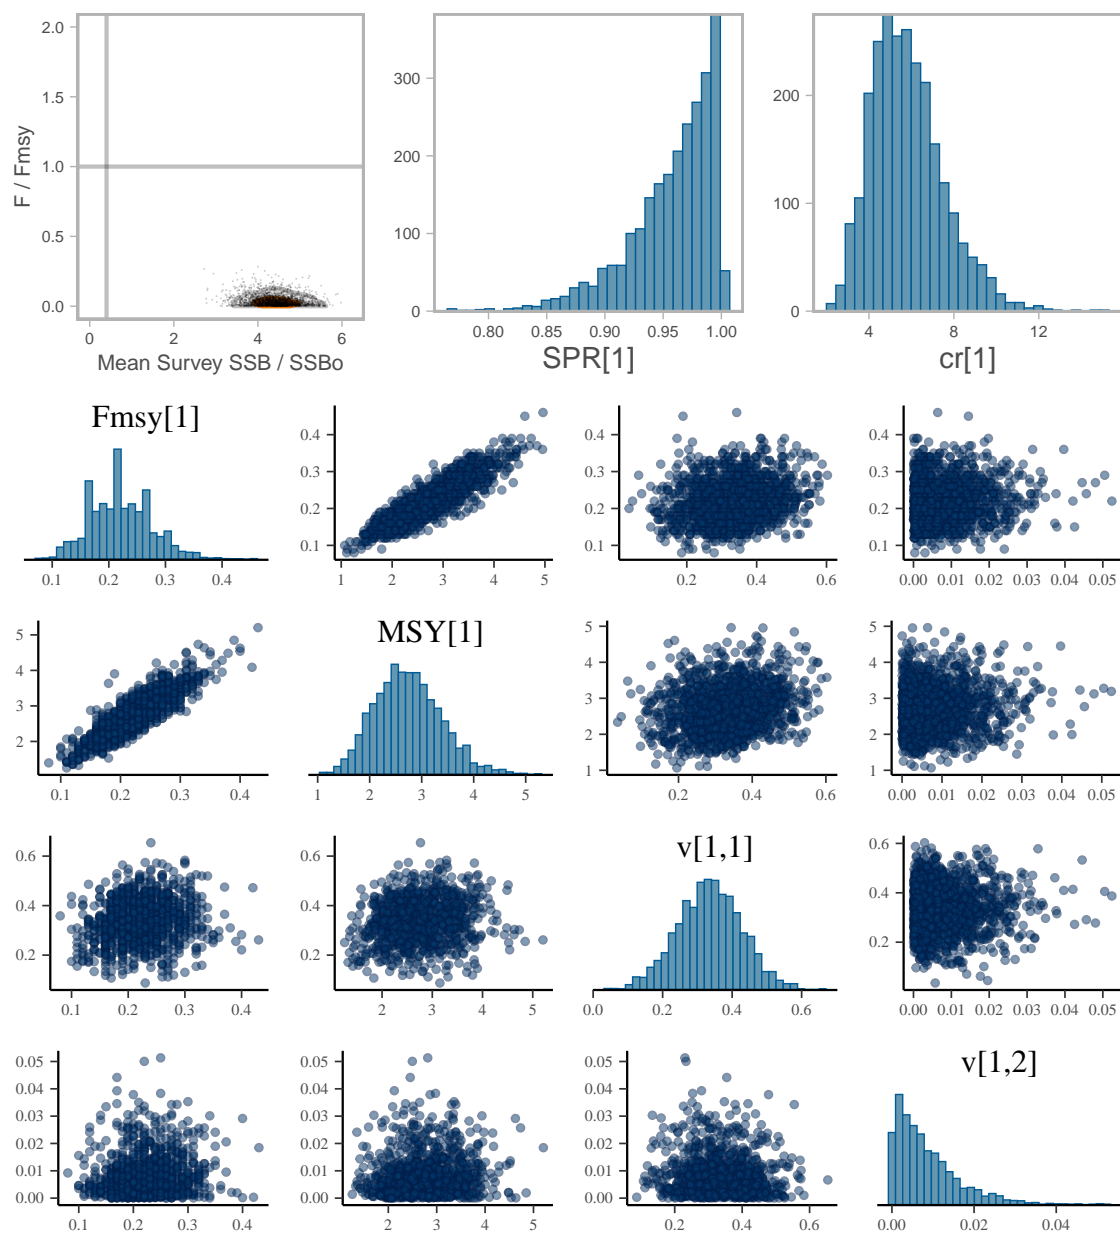 2.0
1.5
1.0
0.5
0.0
F / Fmsy
0 2 4 6
Mean Survey SSB / SSBo
300
200
100
0
0.80 0.85 0.90 0.95 1.00
SPR[1]
200
100
0
4 8 12
cr[1]
Fmsy[1]
0.1 0.2 0.3 0.4
0.4
0.3
0.2
0.1
1 2 3 4 5
0.4
0.3
0.2
0.1
0.2 0.4 0.6
0.4
0.3
0.2
0.1
0.00 0.01 0.02 0.03 0.04 0.05
5
4
3
2
0.1 0.2 0.3 0.4
MSY[1]
1 2 3 4 5
5
4
3
2
1
0.2 0.4 0.6
5
4
3
2
1
0.00 0.01 0.02 0.03 0.04 0.05
0.6
0.4
0.2
0.1 0.2 0.3 0.4
0.6
0.4
0.2
2 3 4 5
v[1,1]
0.0 0.2 0.4 0.6
0.6
0.4
0.2
0.00 0.01 0.02 0.03 0.04 0.05
0.05
0.04
0.03
0.02
0.01
0.00
0.1 0.2 0.3 0.4
0.05
0.04
0.03
0.02
0.01
0.00
2 3 4 5
0.05
0.04
0.03
0.02
0.01
0.00
0.2 0.4 0.6
v[1,2]
0.00 0.02 0.04